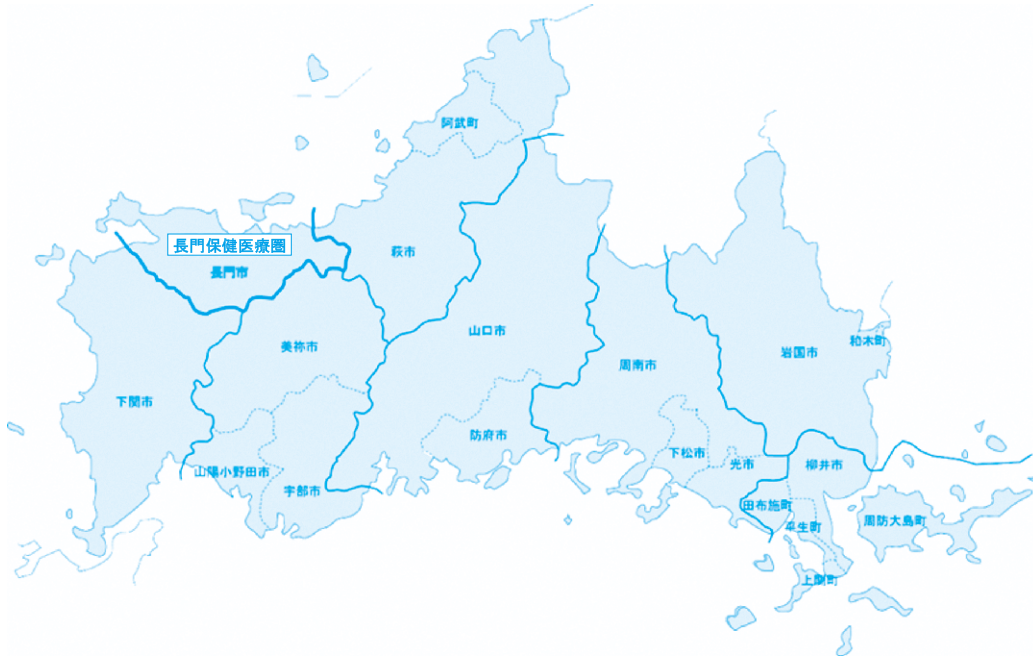 阿武町
長門保健医療圏
萩市
長門市
山口市
美祢市
岩国市
和木町
周南市
下関市
防府市
下松市
光市
柳井市
山陽小野田市
宇部市
田布施町
平生町
周防大島町
上関町